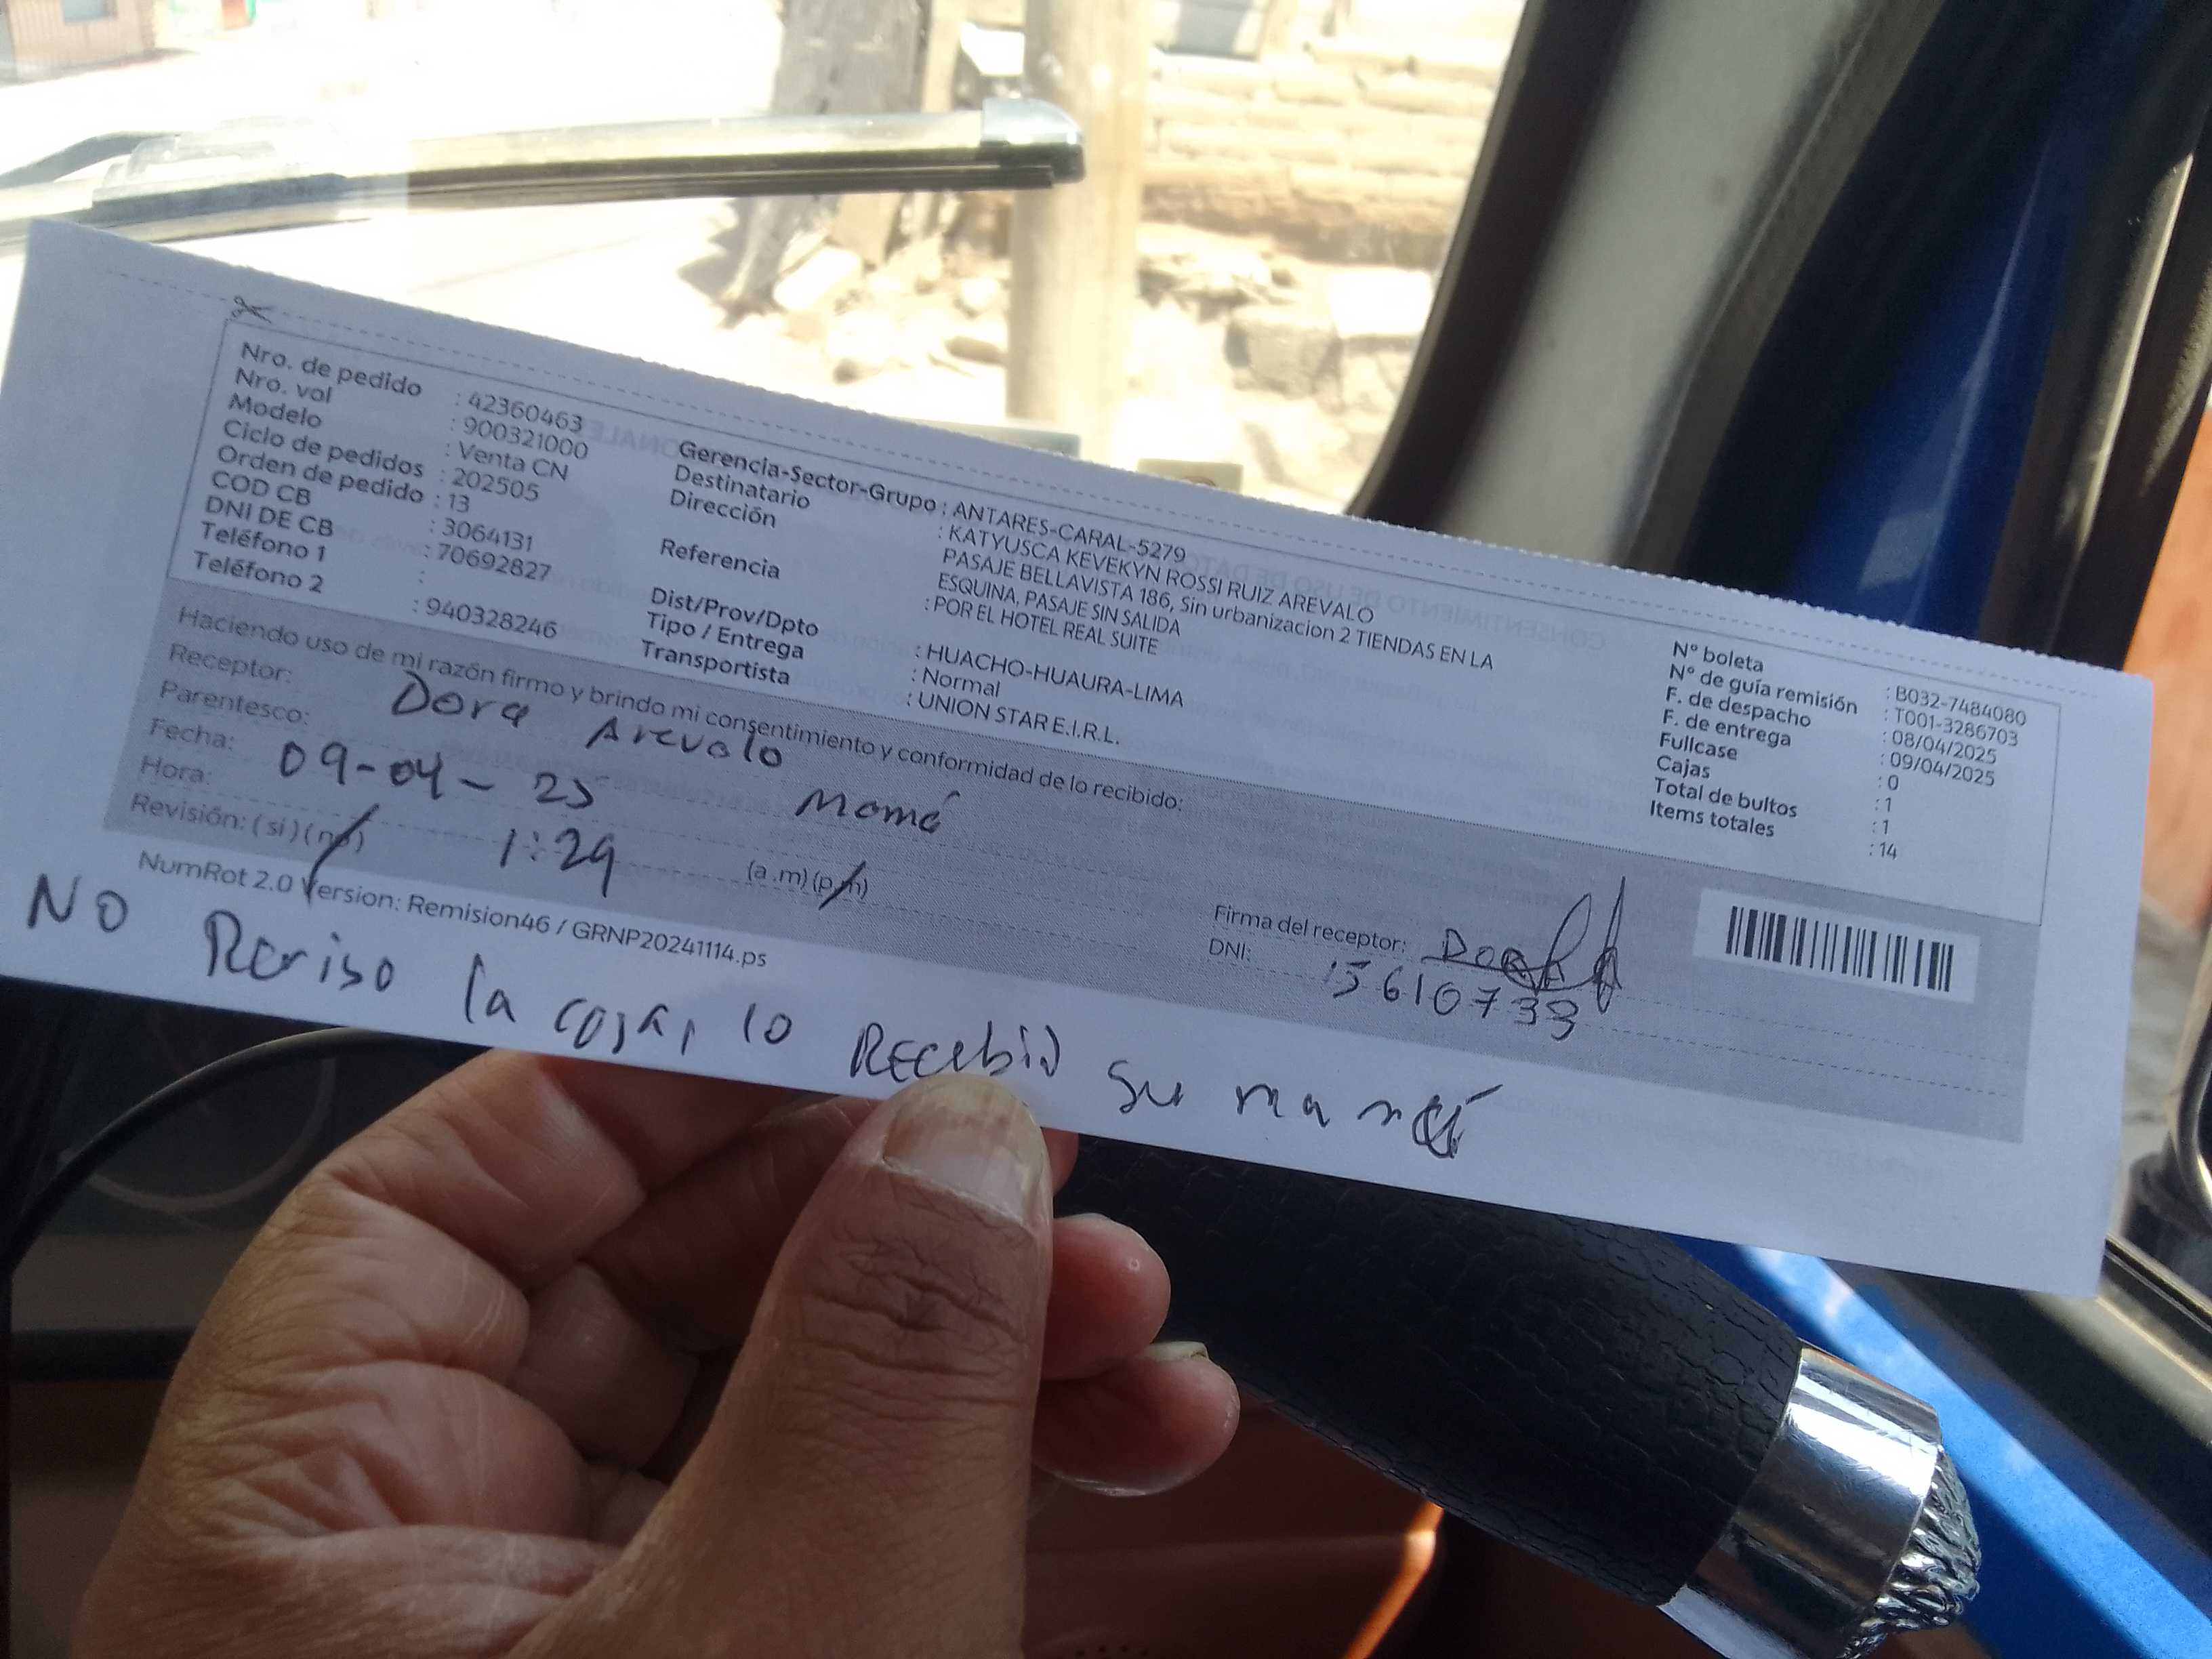 Nro. de pedido : 42360463
Nro. vol : 900321000
Modelo : Venta CN
Ciclo de pedidos : 202505
Orden de pedido : 13
COD CB : 3064131
DNI DE CB : 70692827
Teléfono 1 :
Teléfono 2 : 940328246
Gerencia-Sector-Grupo : ANTARES-CARAL-5279
Destinatario : KATYUSCA KEVEKYN ROSSI RUIZ AREVALO
Dirección PASAJE BELLAVISTA 186, Sin urbanizacion 2 TIENDAS EN LA
ESQUINA, PASAJE SIN SALIDA
Referencia : POR EL HOTEL REAL SUITE
Dist/Prov/Dpto : HUACHO-HUAURA-LIMA
Tipo / Entrega : Normal
Transportista : UNION STAR E.I.R.L.
N° boleta : B032-7484080
N° de guía remisión : T001-3286703
F. de despacho : 08/04/2025
F. de entrega : 09/04/2025
Fullcase : 0
Cajas : 1
Total de bultos : 1
Items totales : 14
Haciendo uso de mi razón firmo y brindo mi consentimiento y conformidad de lo recibido:
Receptor: Dora Arevalo
Parentesco: Mamá
Fecha: 09-04-25
Hora: 1:29 (a .m) (p.m)
Revisión: (si) (no)
Firma del receptor:
DNI: 15610733
NumRot 2.0 Version: Remision46 / GRNP20241114.ps
NO Reriso la coja, lo Recebio su mamá